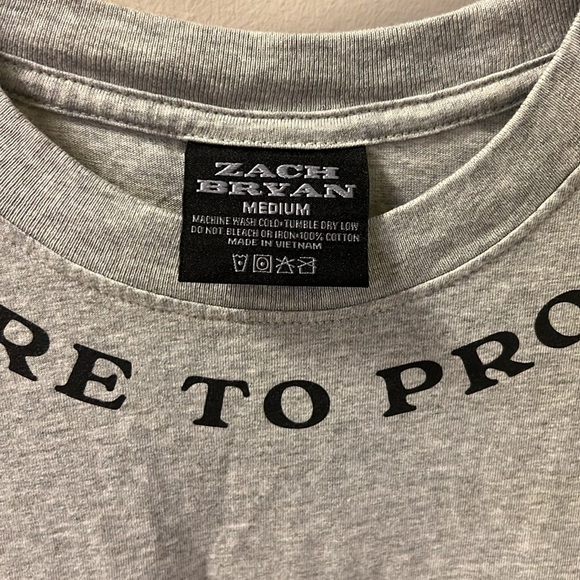 ZACH
BRYAN
MEDIUM
MACHINE WASH COLD•TUMBLE DRY LOW
DO NOT BLEACH OR IRON•100% COTTON
MADE IN VIETNAM
RE TO PRO